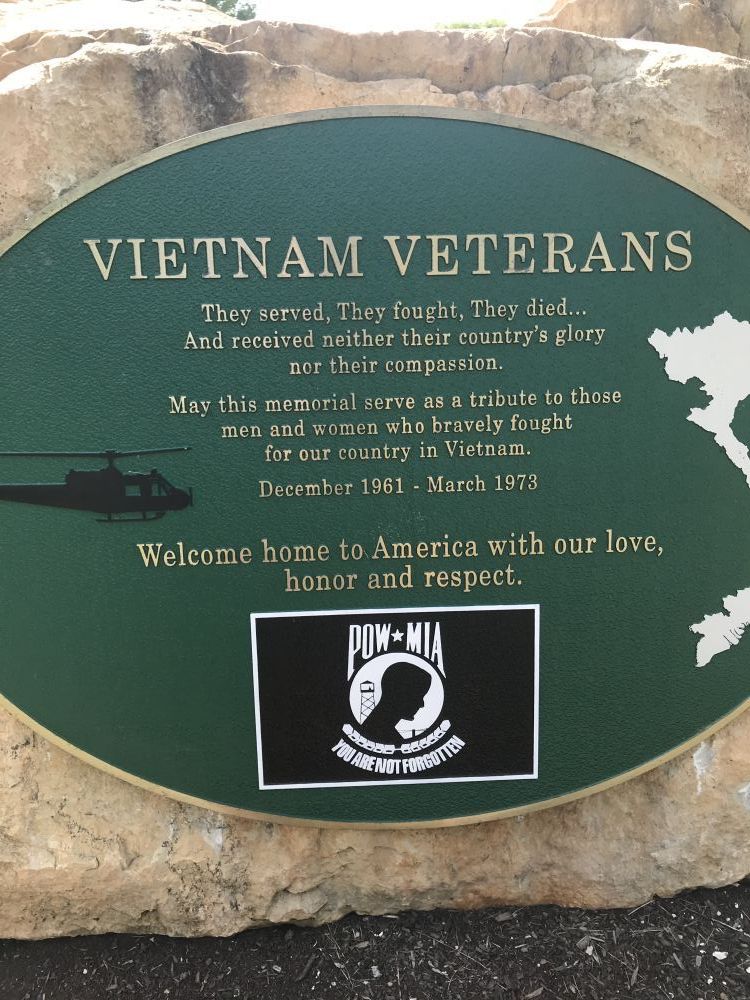 VIETNAM VETERANS
They served, They fought, They died...
And received neither their country's glory
nor their compassion.
May this memorial serve as a tribute to those
men and women who bravely fought
for our country in Vietnam.
December 1961 - March 1973
Welcome home to America with our love,
honor and respect.
POW★MIA
YOU ARE NOT FORGOTTEN